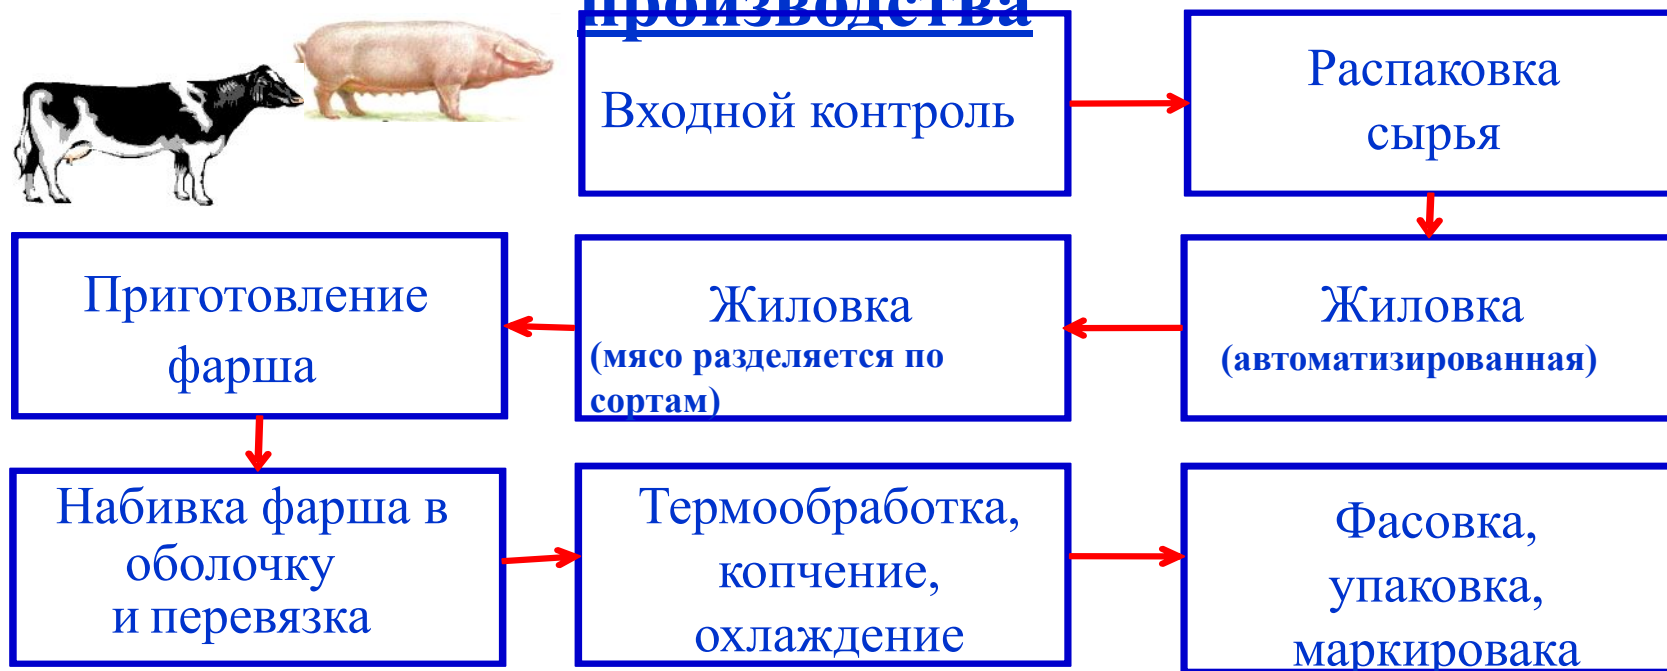 производства
Входной контроль
Распаковка
сырья
Жиловка
(автоматизированная)
Жиловка
(мясо разделяется по
сортам)
Приготовление
фарша
Набивка фарша в
оболочку
и перевязка
Термообработка,
копчение,
охлаждение
Фасовка,
упаковка,
маркировака